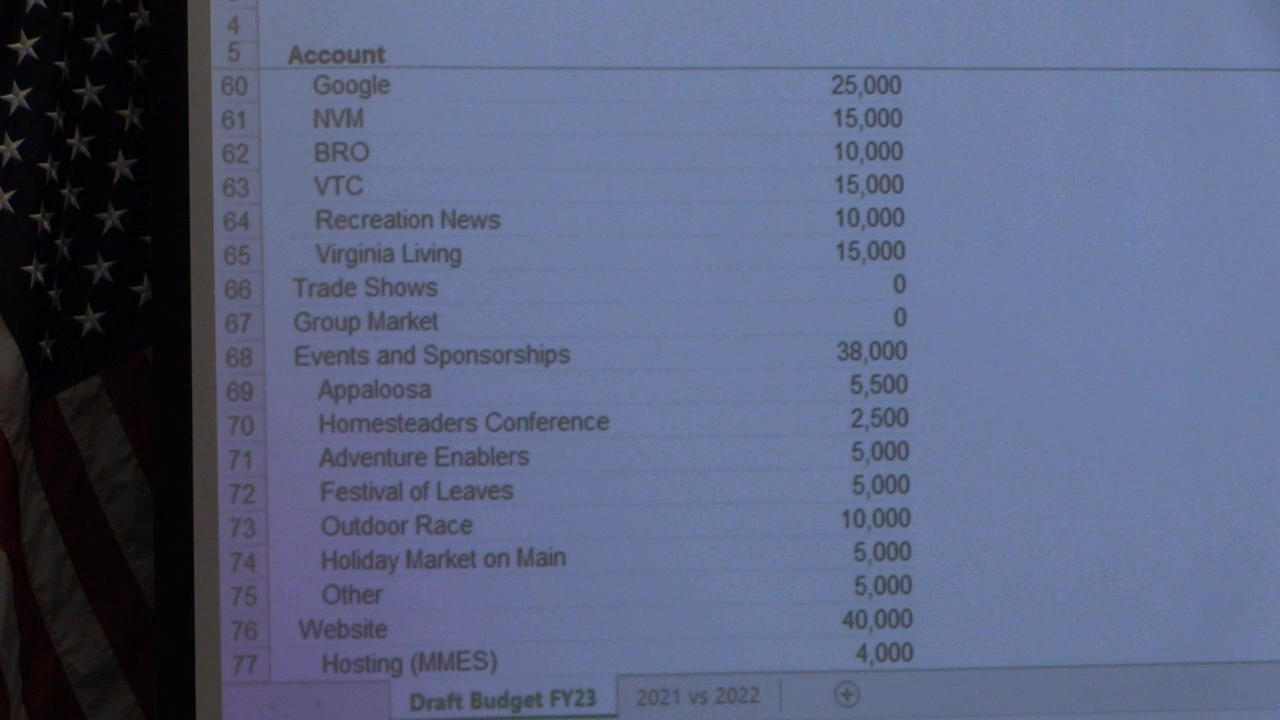 4
5 Account
60 Google 25,000
61 NVM 15,000
62 BRO 10,000
63 VTC 15,000
64 Recreation News 10,000
65 Virginia Living 15,000
66 Trade Shows 0
67 Group Market 0
68 Events and Sponsorships 38,000
69 Appaloosa 5,500
70 Homesteaders Conference 2,500
71 Adventure Enablers 5,000
72 Festival of Leaves 5,000
73 Outdoor Race 10,000
74 Holiday Market on Main 5,000
75 Other 5,000
76 Website 40,000
77 Hosting (MMES) 4,000
Draft Budget FY23 2021 vs 2022